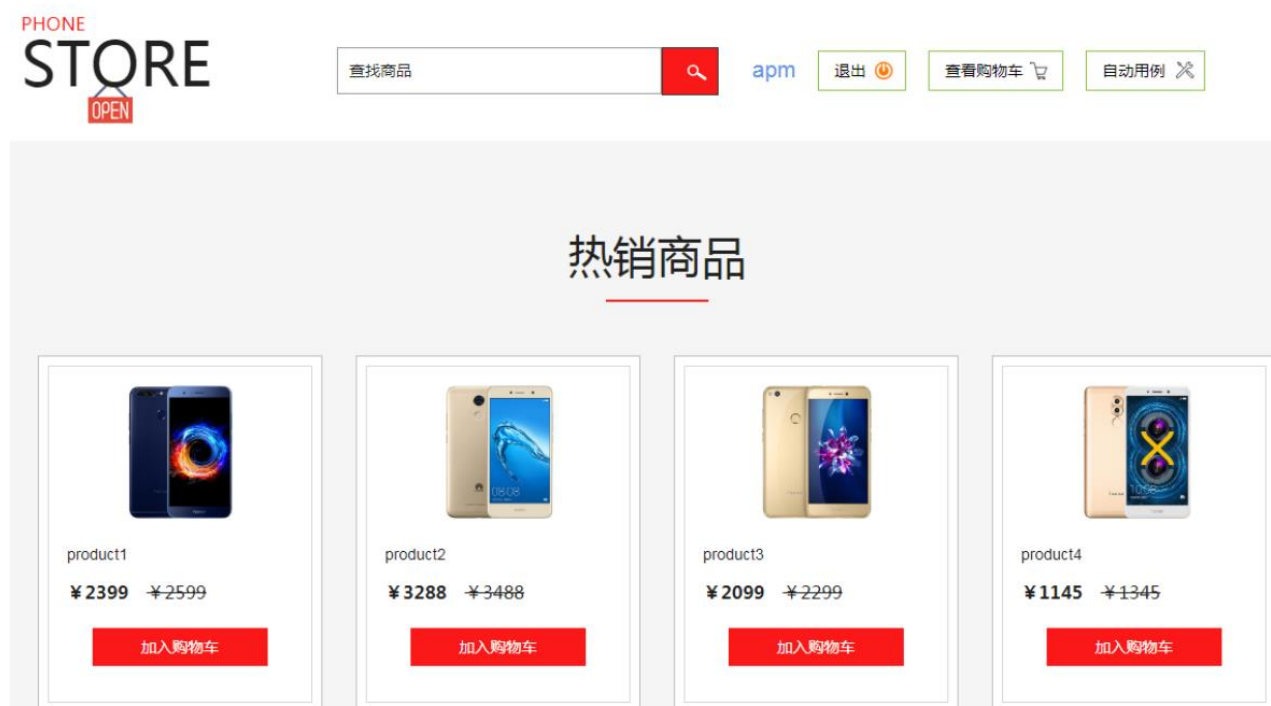 PHONE
STORE
OPEN
查找商品
apm
退出
查看购物车
自动用例
热销商品
08:08
product1
product2
product3
product4
￥2399 ￥2599
￥3288 ￥3488
￥2099 ￥2299
￥1145 ￥1345
加入购物车
加入购物车
加入购物车
加入购物车